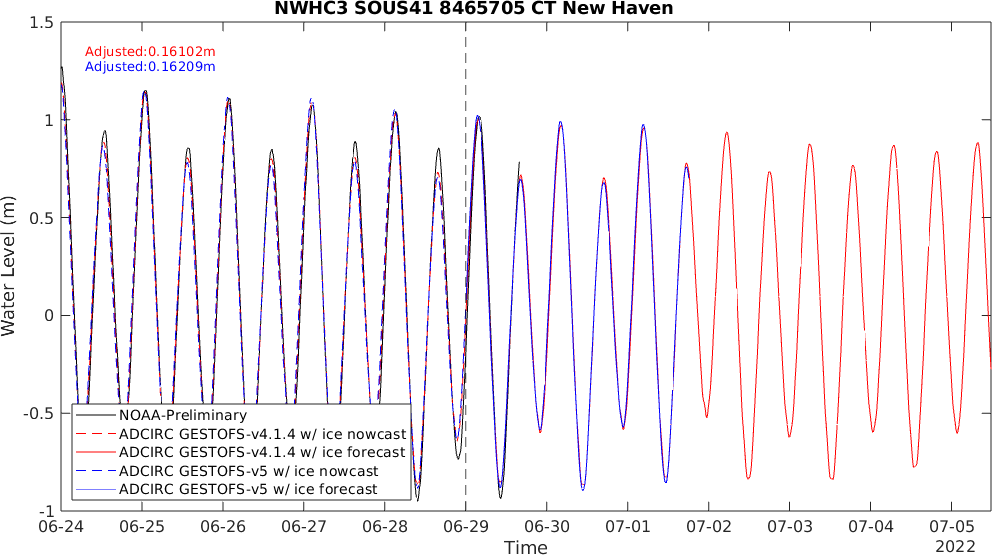 NWHC3 SOUS41 8465705 CT New Haven
1.5
Adjusted:0.16102m
Adjusted:0.16209m
1
0.5
0
-0.5
-1
Water Level (m)
NOAA-Preliminary
ADCIRC GESTOFS-v4.1.4 w/ ice nowcast
ADCIRC GESTOFS-v4.1.4 w/ ice forecast
ADCIRC GESTOFS-v5 w/ ice nowcast
ADCIRC GESTOFS-v5 w/ ice forecast
06-24 06-25 06-26 06-27 06-28 06-29 06-30 07-01 07-02 07-03 07-04 07-05
Time
2022